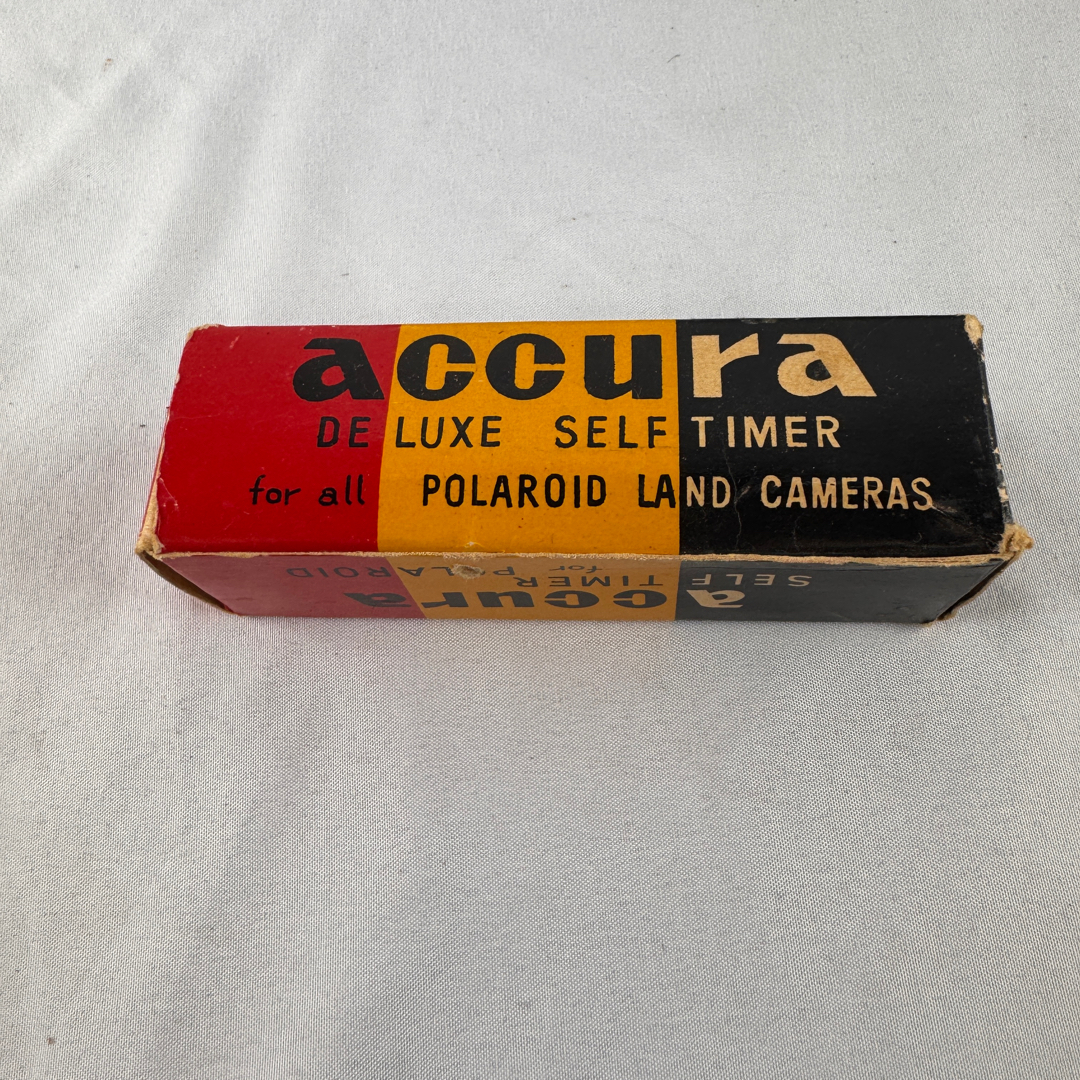 accura
DE LUXE SELF TIMER
for all POLAROID LAND CAMERAS
accura
SELF TIMER
for POLAROID